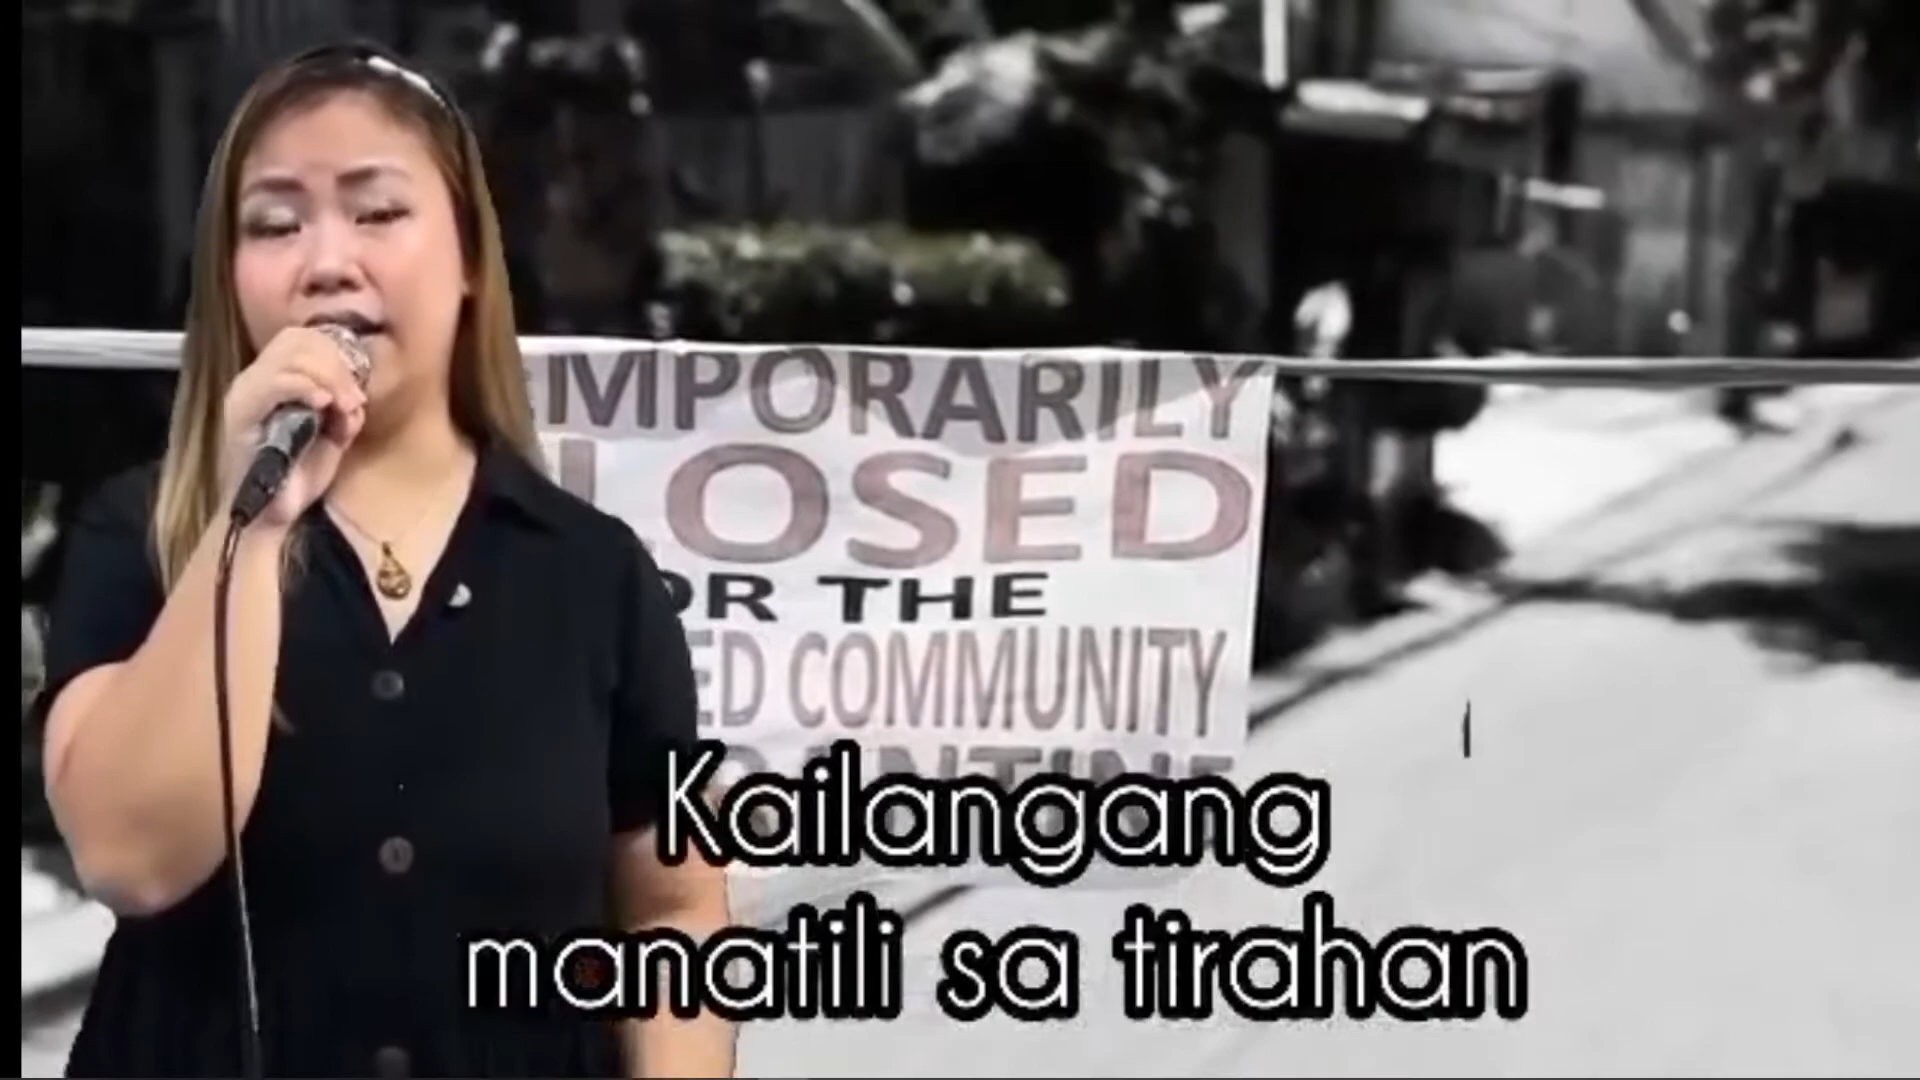 EMPORARILY
LOSED
OR THE
ED COMMUNITY
Kailangang
manatili sa tirahan